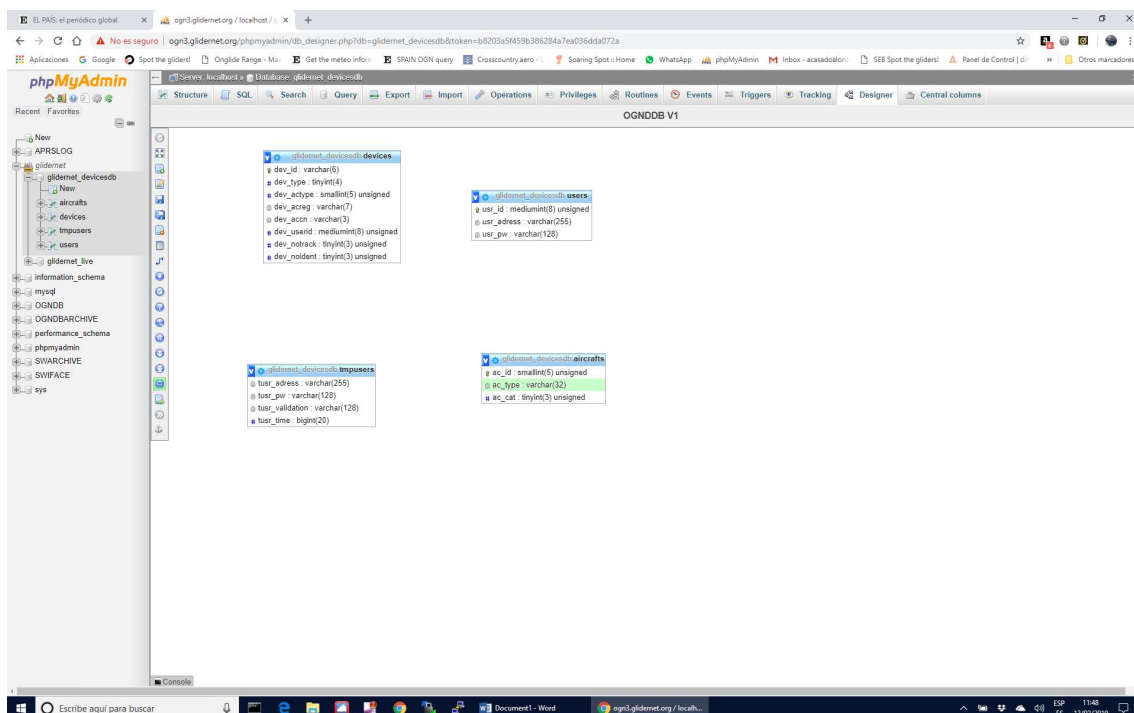 EL PAÍS: el periódico global
ogn3.glidernet.org / localhost /
No es seguro
ogn3.glidernet.org/phpmyadmin/db_designer.php?db=glidernet_devicesdb&token=b8203a5f459b386284a7ea036dda072a
Aplicaciones
Google
Spot the gliders!
Onglide Range - Ma
Get the meteo inform
SPAIN OGN query
Crosscountry.aero -
Soaring Spot :: Home
WhatsApp
phpMyAdmin
Inbox - acasadoalon
SEB Spot the gliders!
Panel de Control | di
»
Otros marcadores
phpMyAdmin
Recent Favorites
New
APRSLOG
glidernet
glidernet_devicesdb
New
aircrafts
devices
tmpusers
users
glidernet_live
information_schema
mysql
OGNDB
OGNDBARCHIVE
performance_schema
phpmyadmin
SWARCHIVE
SWIFACE
sys
Server: localhost » Database: glidernet_devicesdb
Structure SQL Search Query Export Import Operations Privileges Routines Events Triggers Tracking Designer Central columns
OGNDDB V1
glidernet_devicesdb devices
dev_id : varchar(6)
dev_type : tinyint(4)
dev_actype : smallint(5) unsigned
dev_acreg : varchar(7)
dev_accn : varchar(3)
dev_userid : mediumint(8) unsigned
dev_notrack : tinyint(3) unsigned
dev_noident : tinyint(3) unsigned
glidernet_devicesdb users
usr_id : mediumint(8) unsigned
usr_adress : varchar(255)
usr_pw : varchar(128)
glidernet_devicesdb tmpusers
tusr_adress : varchar(255)
tusr_pw : varchar(128)
tusr_validation : varchar(128)
tusr_time : bigint(20)
glidernet_devicesdb aircrafts
ac_id : smallint(5) unsigned
ac_type : varchar(32)
ac_cat : tinyint(3) unsigned
Console
Escribe aquí para buscar
Document1 - Word
ogn3.glidernet.org / localh...
ESP
11:48
ES
12/02/2019